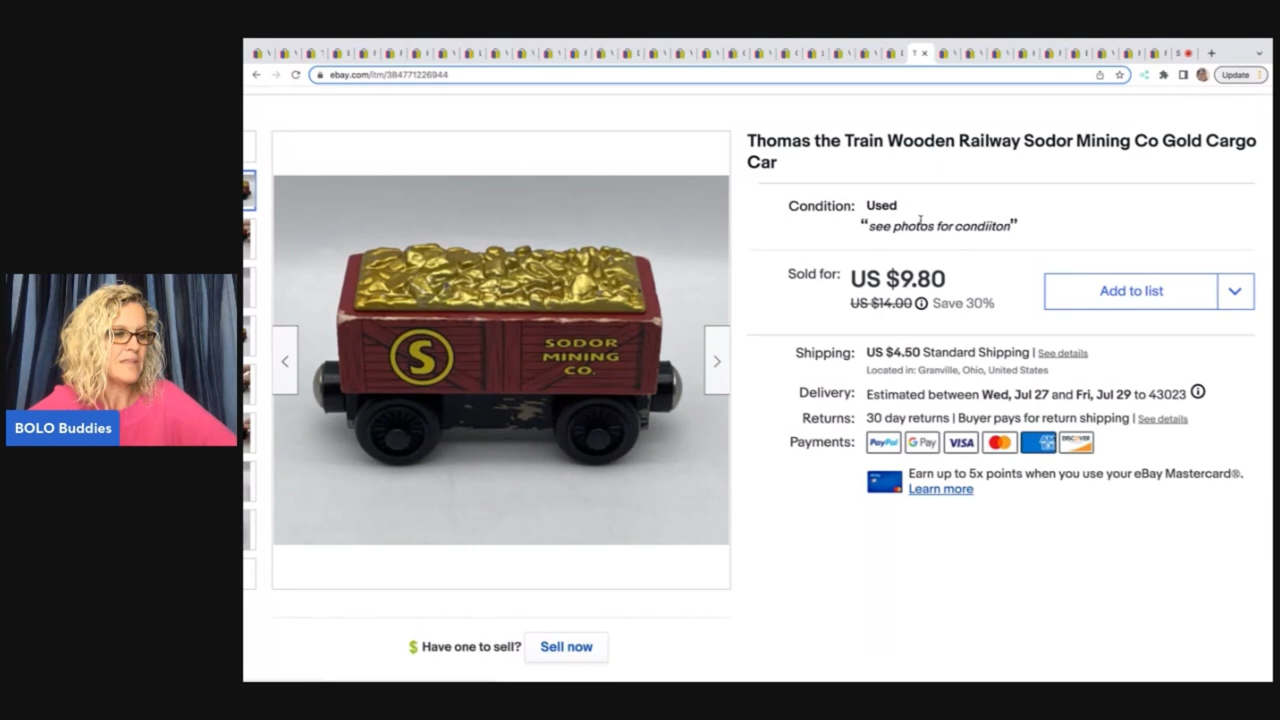 ebay.com/itm/384771226944
Update
Thomas the Train Wooden Railway Sodor Mining Co Gold Cargo
Car
Condition: Used
“see photos for condiiton”
Sold for: US $9.80
US $14.00 Save 30%
Add to list
Shipping: US $4.50 Standard Shipping | See details
Located in: Granville, Ohio, United States
Delivery: Estimated between Wed, Jul 27 and Fri, Jul 29 to 43023
Returns: 30 day returns | Buyer pays for return shipping | See details
Payments: PayPal G Pay VISA DISCOVER
Earn up to 5x points when you use your eBay Mastercard®.
Learn more
S
SODOR
MINING
CO.
BOLO Buddies
$ Have one to sell? Sell now